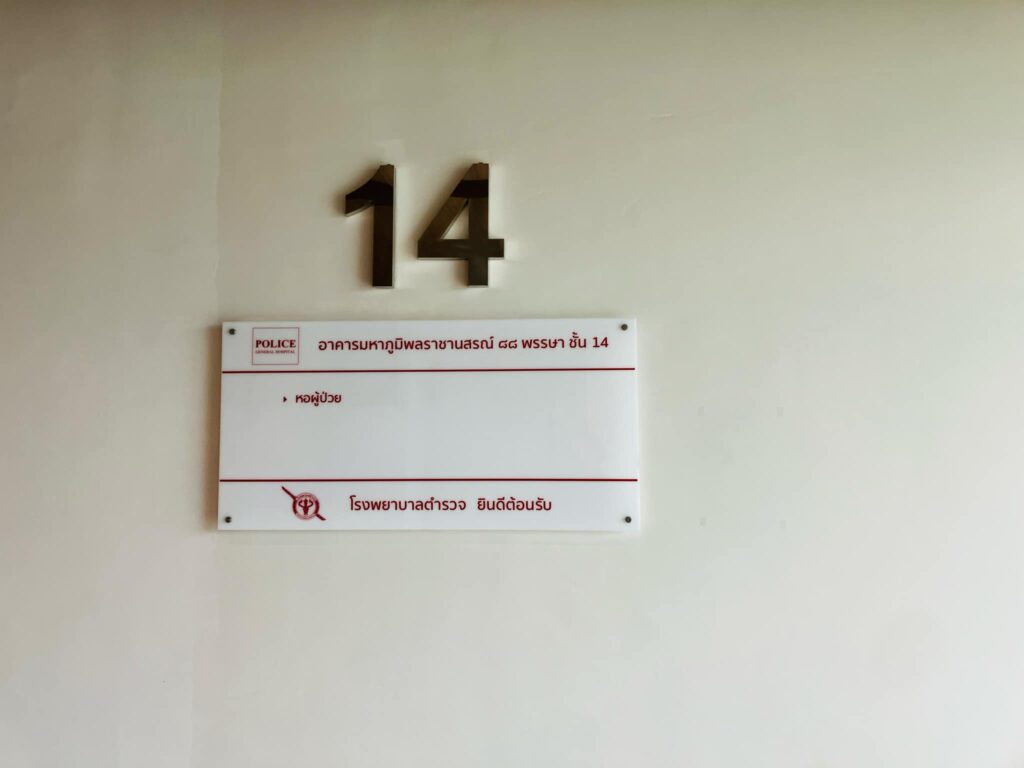 14
POLICE
GENERAL HOSPITAL
อาคารมหาภูมิพลราชานุสรณ์ ๘๘ พรรษา ชั้น 14
หอผู้ป่วย
โรงพยาบาลตำรวจ ยินดีต้อนรับ